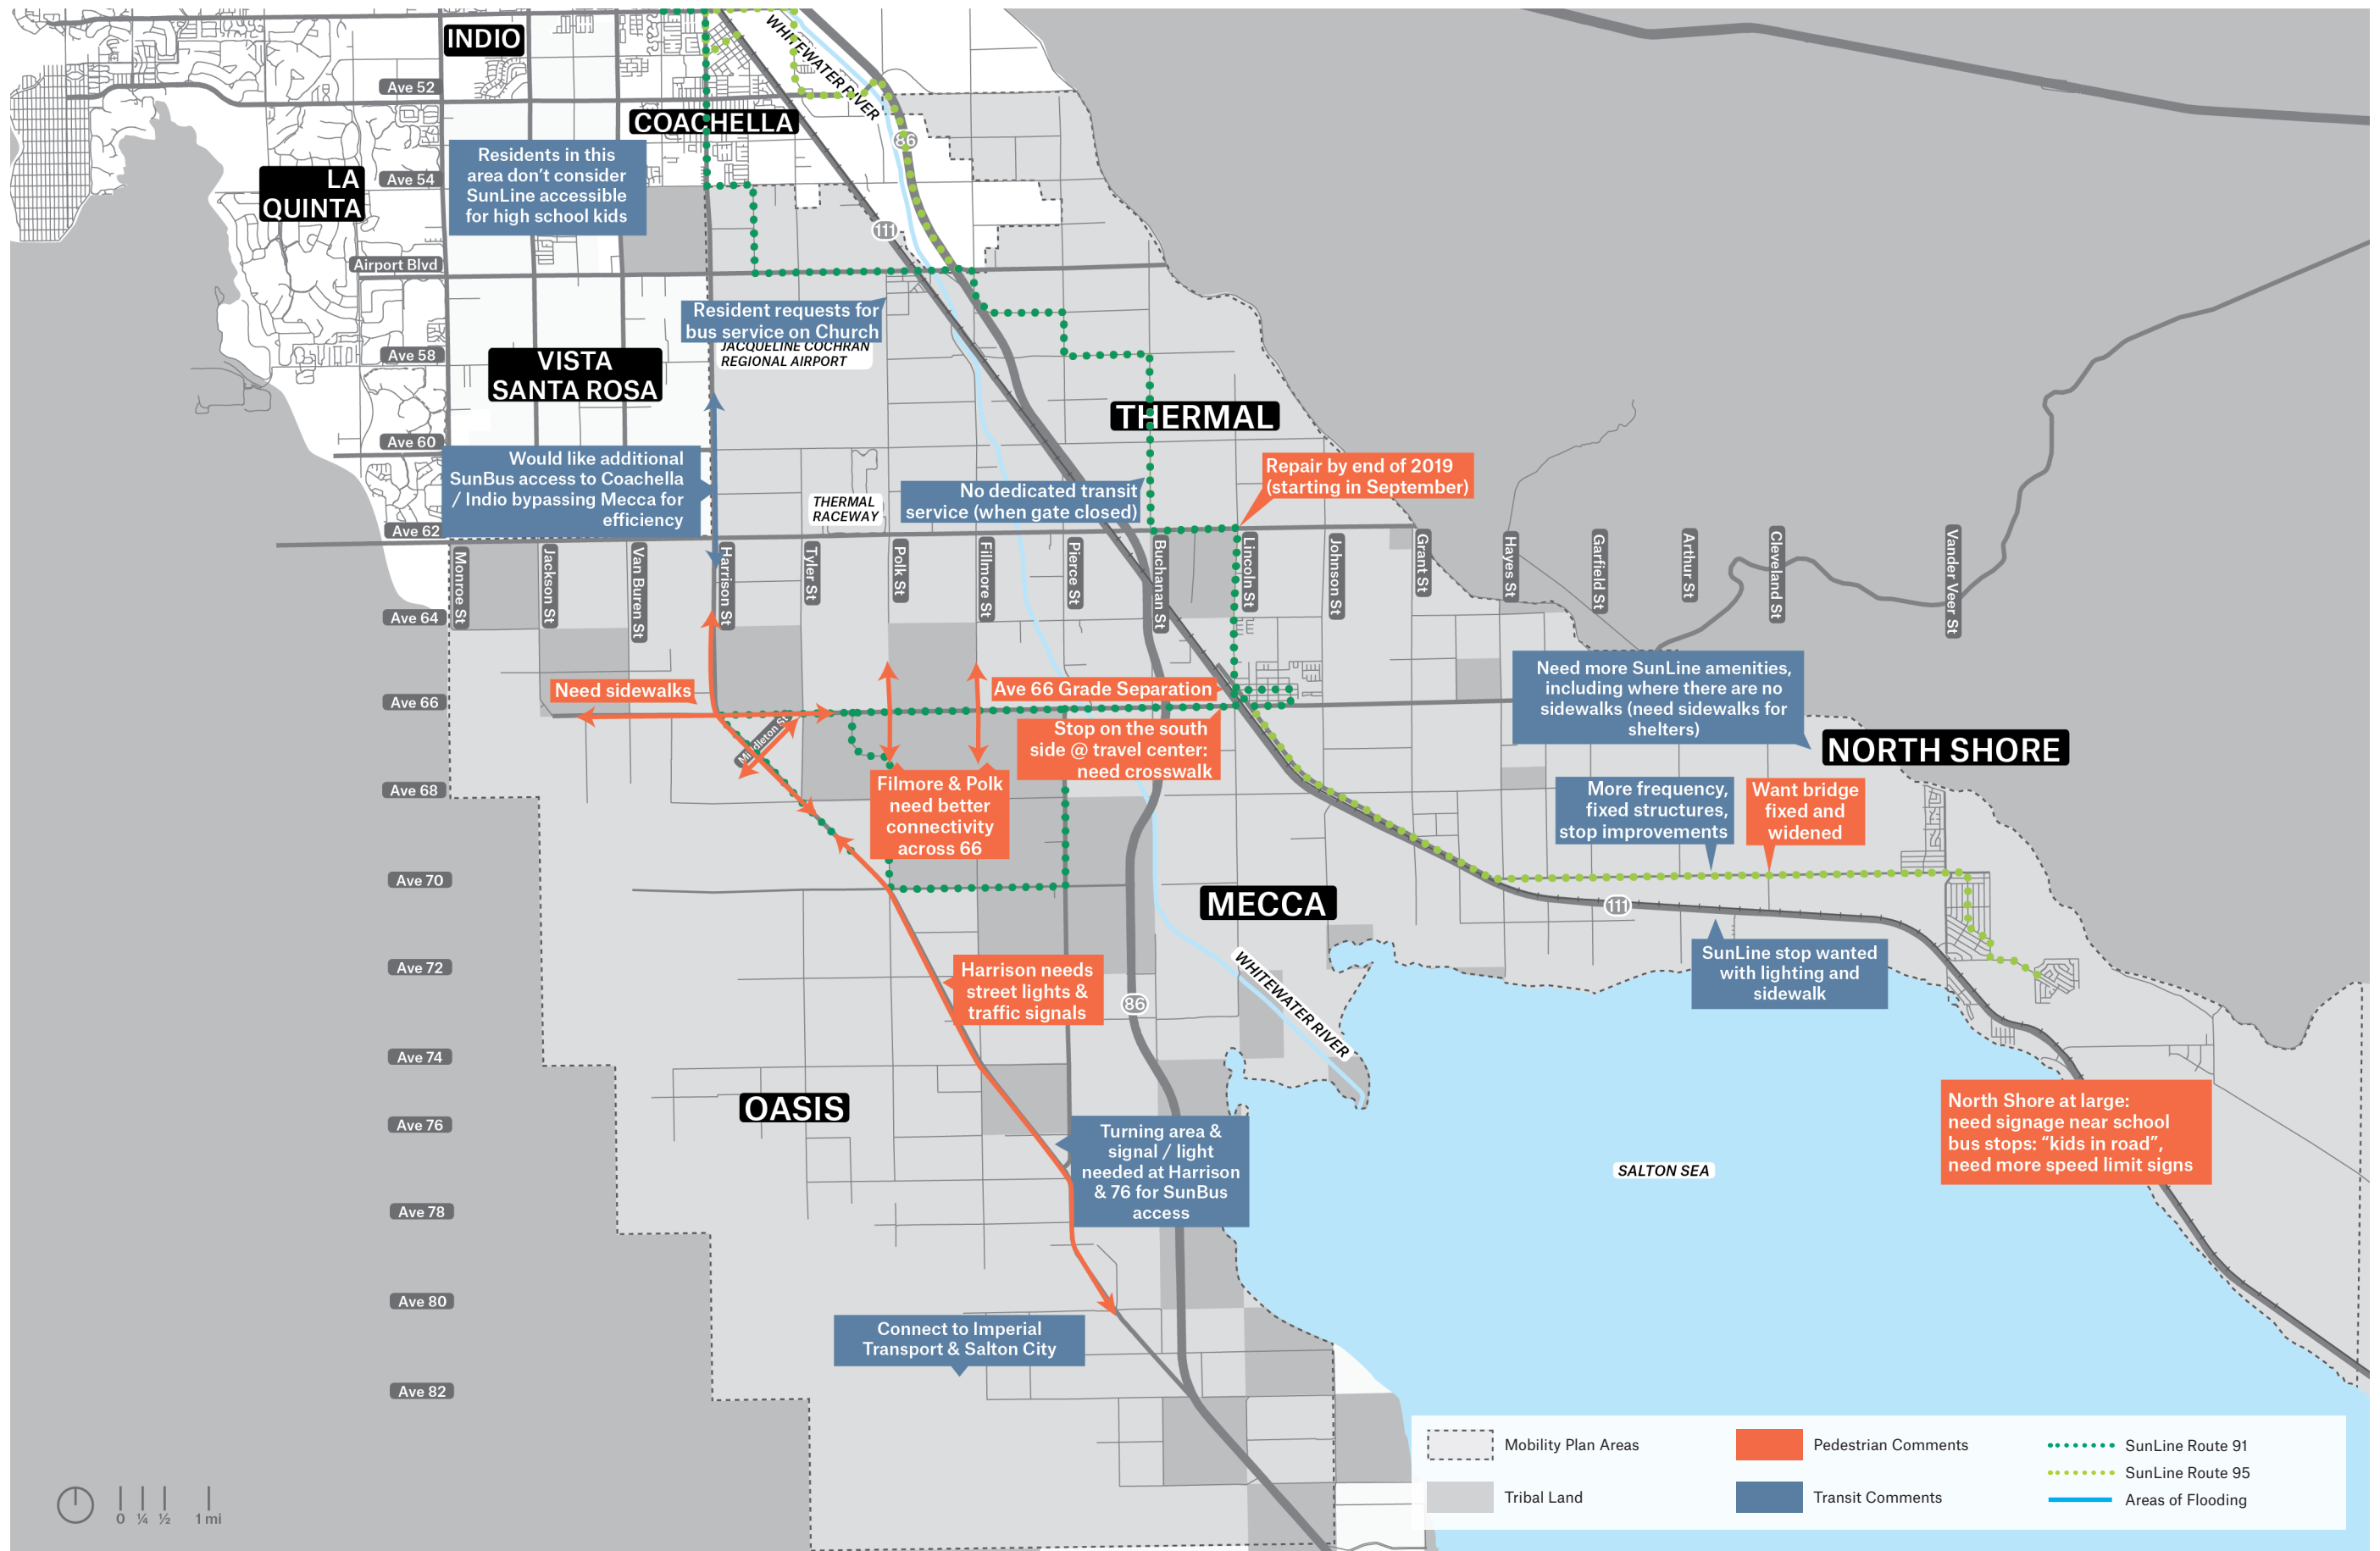 INDIO
WHITEWATER RIVER
Ave 52
COACHELLA
86
Residents in this
area don't consider
SunLine accessible
for high school kids
LA
QUINTA
Ave 54
111
Airport Blvd
Resident requests for
bus service on Church
JACQUELINE COCHRAN
REGIONAL AIRPORT
Ave 58
VISTA
SANTA ROSA
THERMAL
Ave 60
Would like additional
SunBus access to Coachella
/ Indio bypassing Mecca for
efficiency
Repair by end of 2019
(starting in September)
No dedicated transit
service (when gate closed)
THERMAL
RACEWAY
Ave 62
Monroe St
Jackson St
Van Buren St
Harrison St
Tyler St
Polk St
Fillmore St
Pierce St
Buchanan St
Lincoln St
Johnson St
Grant St
Hayes St
Garfield St
Arthur St
Cleveland St
Vander Veer St
Ave 64
Need more SunLine amenities,
including where there are no
sidewalks (need sidewalks for
shelters)
Need sidewalks
Ave 66 Grade Separation
Ave 66
Middleton St
Stop on the south
side @ travel center:
need crosswalk
NORTH SHORE
Ave 68
Filmore & Polk
need better
connectivity
across 66
More frequency,
fixed structures,
stop improvements
Want bridge
fixed and
widened
Ave 70
MECCA
111
Ave 72
Harrison needs
street lights &
traffic signals
WHITEWATER RIVER
SunLine stop wanted
with lighting and
sidewalk
86
Ave 74
OASIS
Ave 76
Turning area &
signal / light
needed at Harrison
& 76 for SunBus
access
North Shore at large:
need signage near school
bus stops: “kids in road”,
need more speed limit signs
SALTON SEA
Ave 78
Ave 80
Connect to Imperial
Transport & Salton City
Ave 82
Mobility Plan Areas
Tribal Land
Pedestrian Comments
Transit Comments
SunLine Route 91
SunLine Route 95
Areas of Flooding
0 ¼ ½ 1 mi